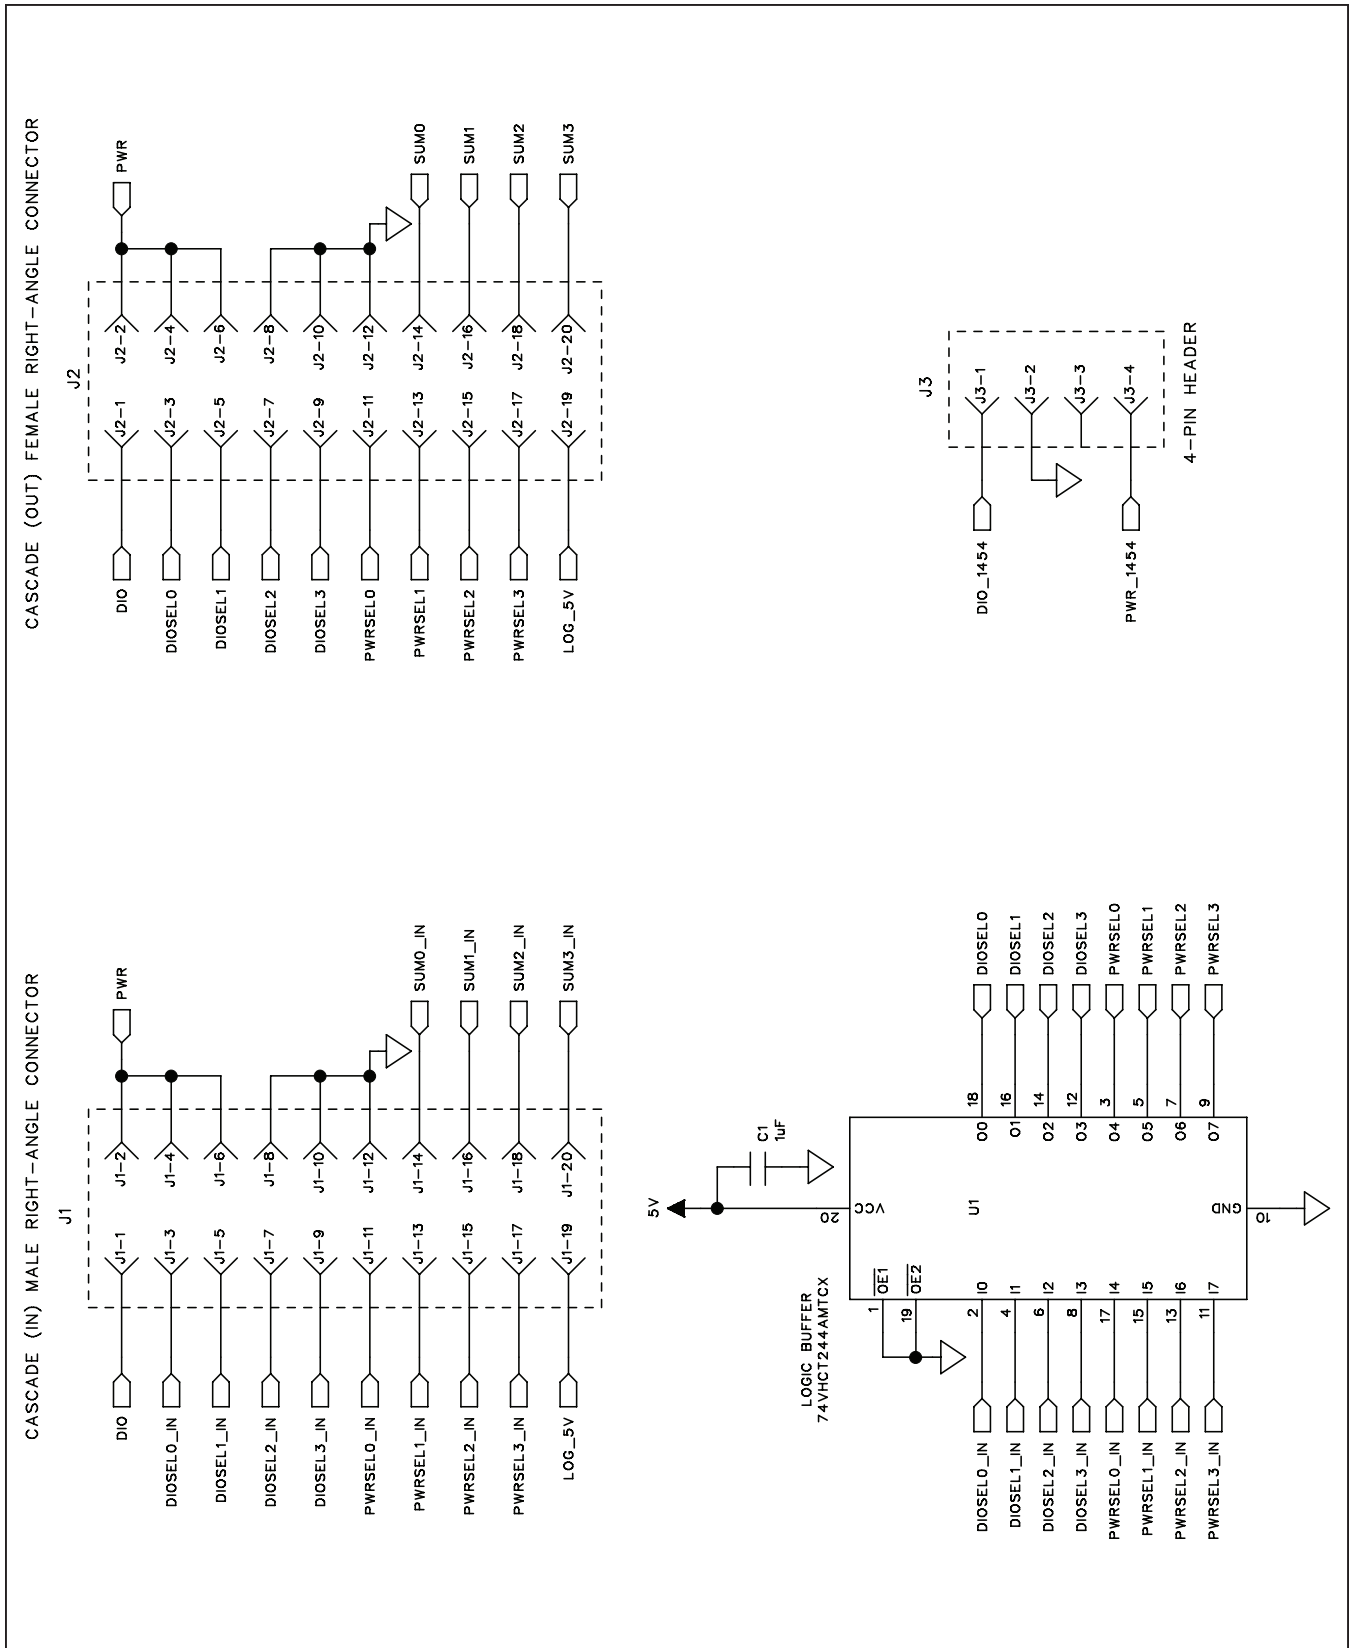 CASCADE (IN) MALE RIGHT-ANGLE CONNECTOR
J1
DIO
J1-1
J1-2
PWR
DIOSEL0_IN
J1-3
J1-4
DIOSEL1_IN
J1-5
J1-6
DIOSEL2_IN
J1-7
J1-8
DIOSEL3_IN
J1-9
J1-10
PWRSEL0_IN
J1-11
J1-12
PWRSEL1_IN
J1-13
J1-14
SUM0_IN
PWRSEL2_IN
J1-15
J1-16
SUM1_IN
PWRSEL3_IN
J1-17
J1-18
SUM2_IN
LOG_5V
J1-19
J1-20
SUM3_IN
CASCADE (OUT) FEMALE RIGHT-ANGLE CONNECTOR
J2
DIO
J2-1
J2-2
PWR
DIOSEL0
J2-3
J2-4
DIOSEL1
J2-5
J2-6
DIOSEL2
J2-7
J2-8
DIOSEL3
J2-9
J2-10
PWRSEL0
J2-11
J2-12
PWRSEL1
J2-13
J2-14
SUM0
PWRSEL2
J2-15
J2-16
SUM1
PWRSEL3
J2-17
J2-18
SUM2
LOG_5V
J2-19
J2-20
SUM3
5V
C1
1uF
LOGIC BUFFER
74VHCT244AMTCX
20
VCC
1
OE1
19
OE2
U1
DIOSEL0_IN
2
I0
O0
18
DIOSEL0
DIOSEL1_IN
4
I1
O1
16
DIOSEL1
DIOSEL2_IN
6
I2
O2
14
DIOSEL2
DIOSEL3_IN
8
I3
O3
12
DIOSEL3
PWRSEL0_IN
17
I4
O4
3
PWRSEL0
PWRSEL1_IN
15
I5
O5
5
PWRSEL1
PWRSEL2_IN
13
I6
O6
7
PWRSEL2
PWRSEL3_IN
11
I7
O7
9
PWRSEL3
GND
10
J3
DIO_1454
J3-1
J3-2
J3-3
PWR_1454
J3-4
4-PIN HEADER